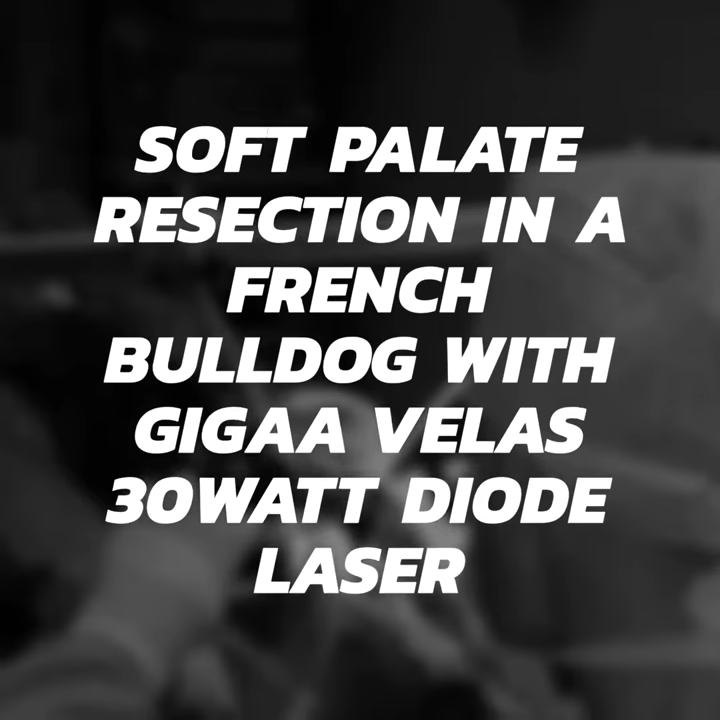 SOFT PALATE
RESECTION IN A
FRENCH
BULLDOG WITH
GIGAA VELAS
30WATT DIODE
LASER